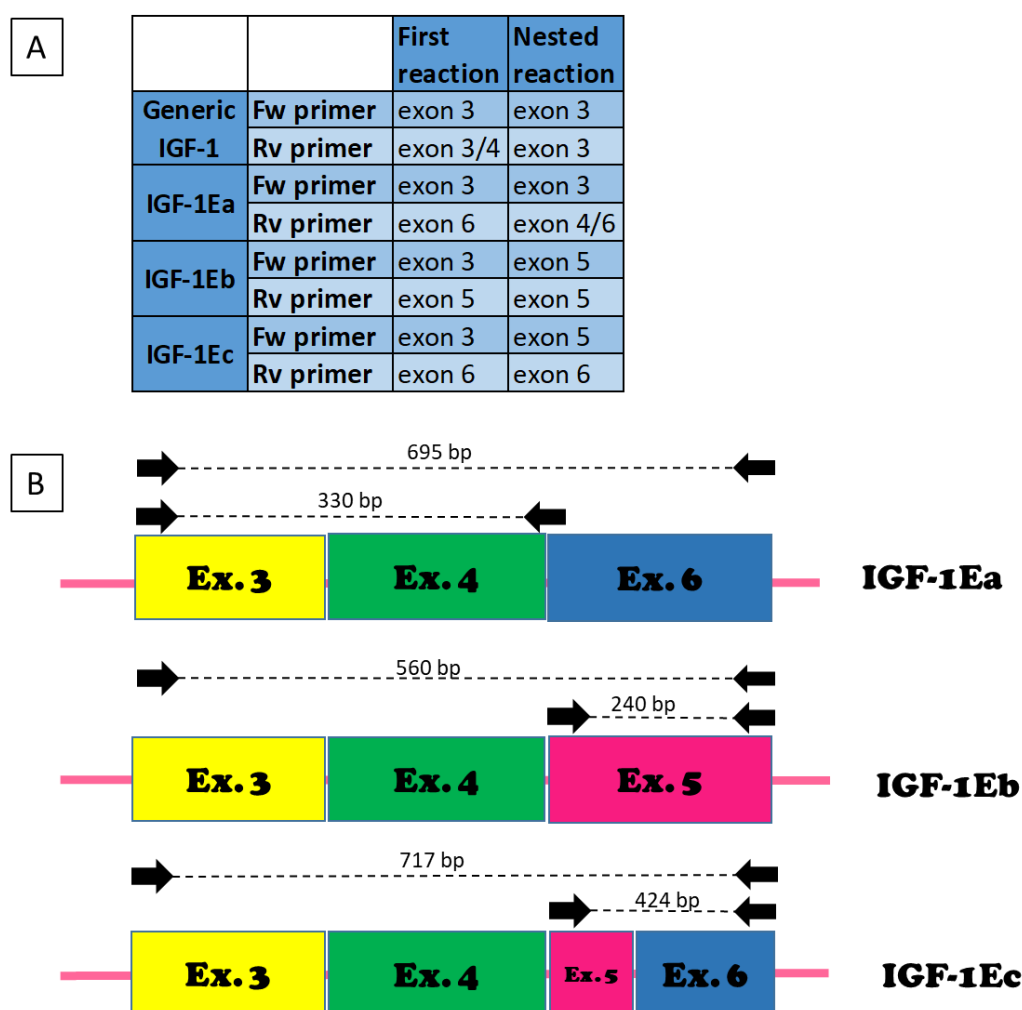 A
First reaction Nested reaction
Generic IGF-1 Fw primer exon 3 exon 3
Rv primer exon 3/4 exon 3
IGF-1Ea Fw primer exon 3 exon 3
Rv primer exon 6 exon 4/6
IGF-1Eb Fw primer exon 3 exon 5
Rv primer exon 5 exon 5
IGF-1Ec Fw primer exon 3 exon 5
Rv primer exon 6 exon 6
B
695 bp
330 bp
Ex. 3 Ex. 4 Ex. 6 IGF-1Ea
560 bp
240 bp
Ex. 3 Ex. 4 Ex. 5 IGF-1Eb
717 bp
424 bp
Ex. 3 Ex. 4 Ex. 5 Ex. 6 IGF-1Ec